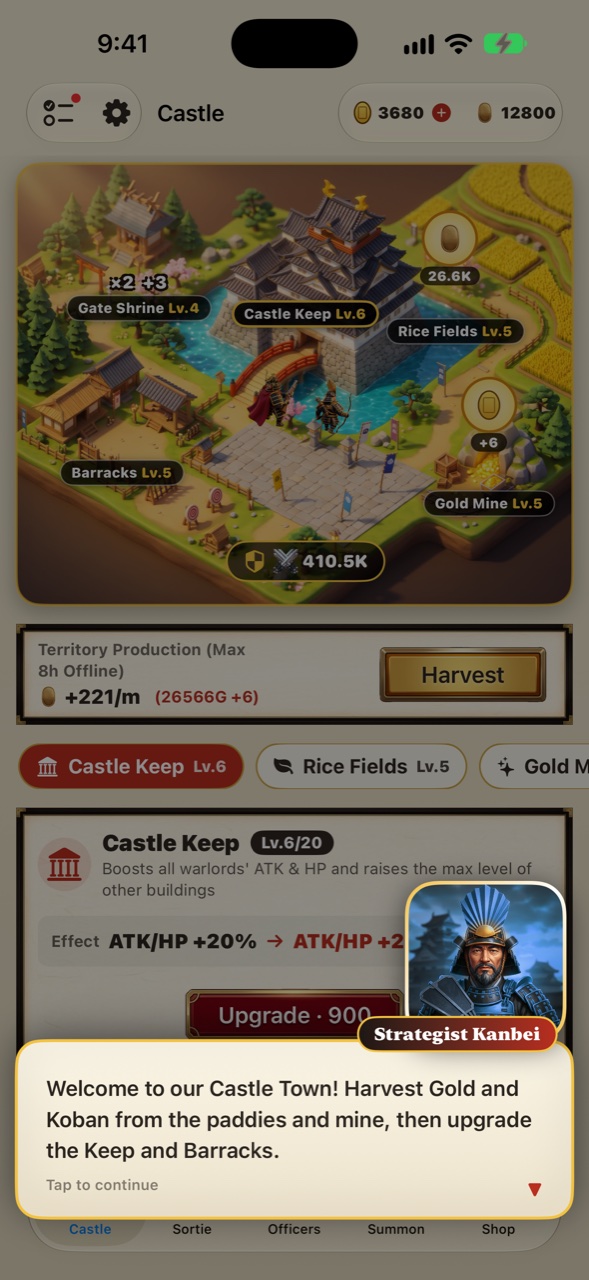 9:41
Castle
3680
12800
26.6K
×2 +3
Gate Shrine Lv.4
Castle Keep Lv.6
Rice Fields Lv.5
+6
Barracks Lv.5
Gold Mine Lv.5
410.5K
Territory Production (Max
8h Offline)
+221/m (26566G +6)
Harvest
Castle Keep Lv.6
Rice Fields Lv.5
Gold M
Castle Keep Lv.6/20
Boosts all warlords' ATK & HP and raises the max level of
other buildings
Effect ATK/HP +20% → ATK/HP +2
Upgrade · 900
Strategist Kanbei
Welcome to our Castle Town! Harvest Gold and
Koban from the paddies and mine, then upgrade
the Keep and Barracks.
Tap to continue
Castle
Sortie
Officers
Summon
Shop